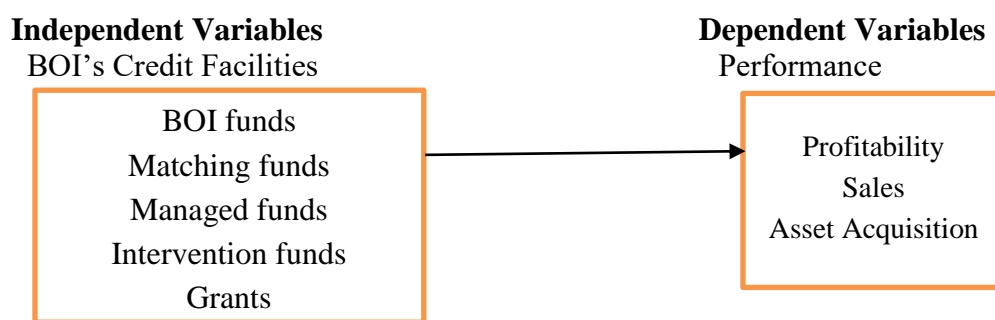 Independent Variables
BOI's Credit Facilities
BOI funds
Matching funds
Managed funds
Intervention funds
Grants
Dependent Variables
Performance
Profitability
Sales
Asset Acquisition